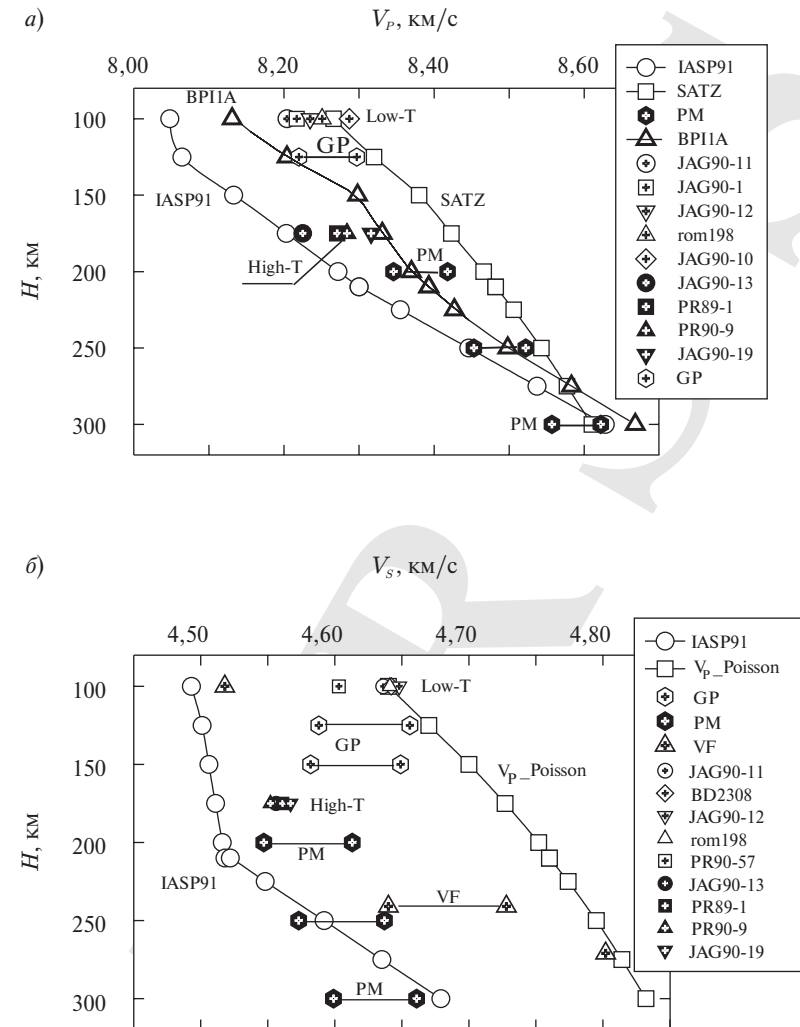 а)
V_P, км/с
8,00 8,20 8,40 8,60
BPI1A
Low-T
GP
IASP91
SATZ
High-T
PM
PM
H, км
100
150
200
250
300
IASP91
SATZ
PM
BPI1A
JAG90-11
JAG90-1
JAG90-12
rom198
JAG90-10
JAG90-13
PR89-1
PR90-9
JAG90-19
GP
б)
V_S, км/с
4,50 4,60 4,70 4,80
Low-T
GP
V_P_Poisson
High-T
PM
IASP91
VF
PM
H, км
100
150
200
250
300
IASP91
V_P_Poisson
GP
PM
VF
JAG90-11
BD2308
JAG90-12
rom198
PR90-57
JAG90-13
PR89-1
PR90-9
JAG90-19